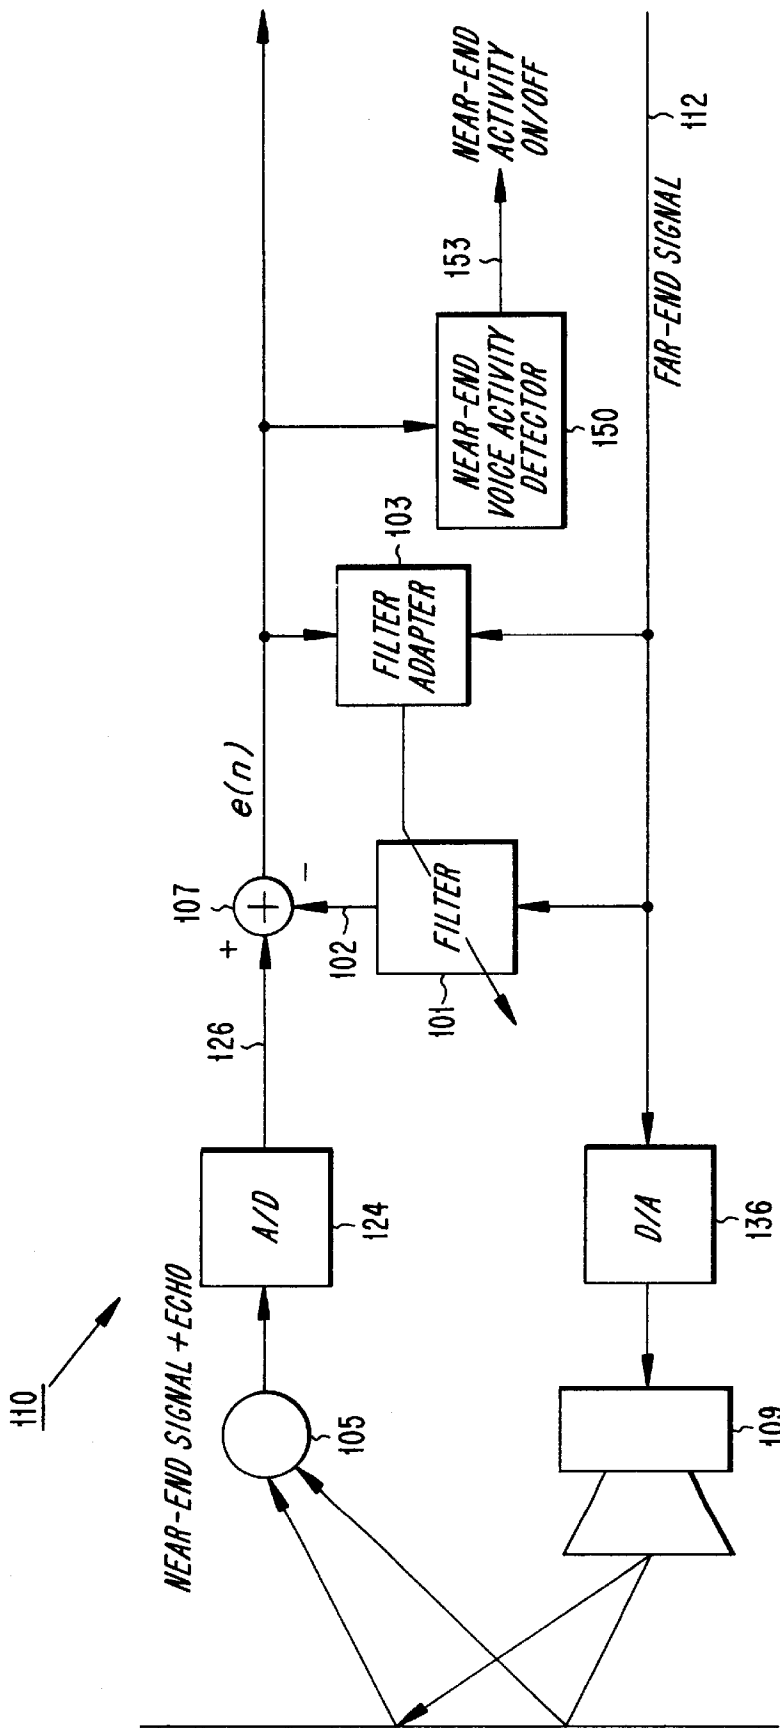 110
NEAR-END SIGNAL + ECHO
105
A/D
124
126
+
107
+
-
e(n)
102
FILTER
101
FILTER
ADAPTER
103
NEAR-END
VOICE ACTIVITY
DETECTOR
150
153
NEAR-END
ACTIVITY
ON/OFF
109
D/A
136
FAR-END SIGNAL
112